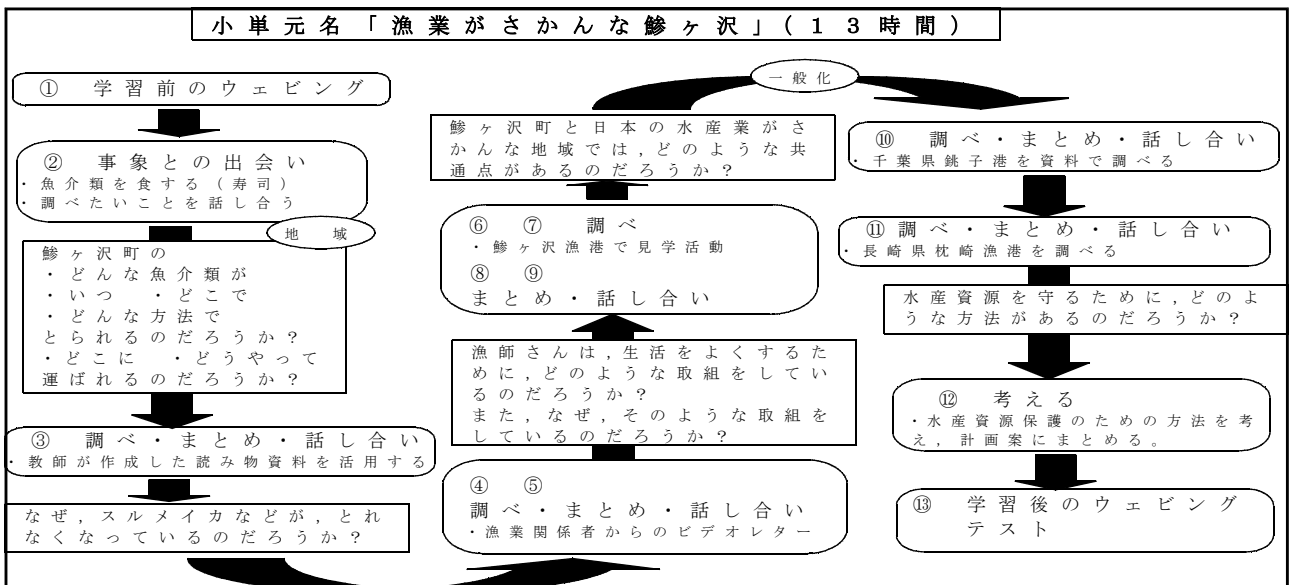 小単元名「漁業がさかんな鰺ヶ沢」(13時間)
① 学習前のウェビング
② 事象との出会い
・魚介類を食する(寿司)
・調べたいことを話し合う
地 域
鰺ヶ沢町の
・どんな魚介類が
・いつ ・どこで
・どんな方法で
とられるのだろうか?
・どこに ・どうやって
運ばれるのだろうか?
③ 調べ・まとめ・話し合い
・教師が作成した読み物資料を活用する
なぜ,スルメイカなどが,とれ
なくなっているのだろうか?
④ ⑤
調べ・まとめ・話し合い
・漁業関係者からのビデオレター
漁師さんは,生活をよくするた
めに,どのような取組をしてい
るのだろうか?
また,なぜ,そのような取組を
しているのだろうか?
⑥ ⑦ 調べ
・鰺ヶ沢漁港で見学活動
⑧ ⑨
まとめ・話し合い
鰺ヶ沢町と日本の水産業がさ
かんな地域では,どのような共
通点があるのだろうか?
一般化
⑩ 調べ・まとめ・話し合い
・千葉県銚子港を資料で調べる
⑪ 調べ・まとめ・話し合い
・長崎県枕崎漁港を調べる
水産資源を守るために,どのよ
うな方法があるのだろうか?
⑫ 考える
・水産資源保護のための方法を考
え,計画案にまとめる。
⑬ 学習後のウェビング
テスト